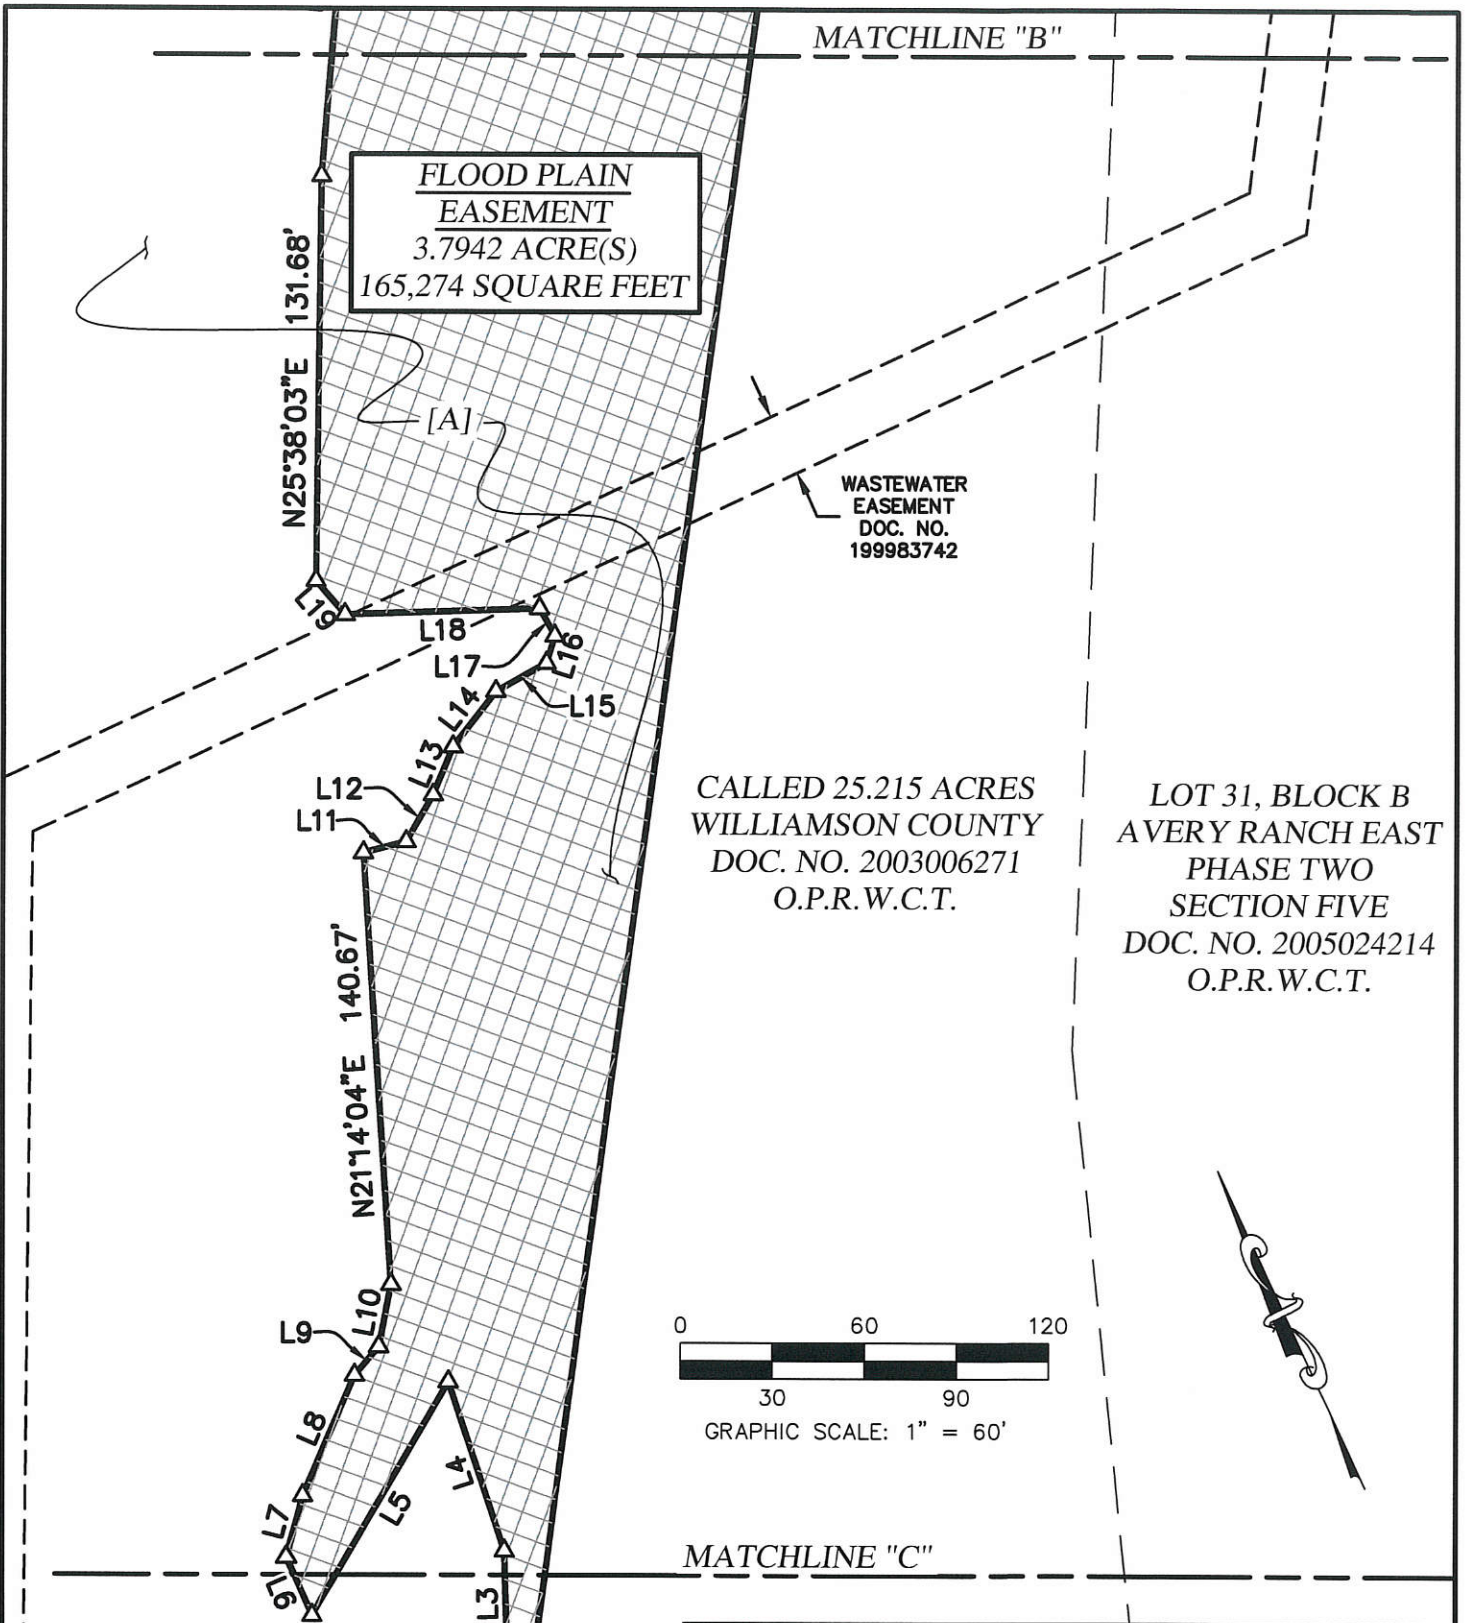 MATCHLINE "B"
FLOOD PLAIN
EASEMENT
3.7942 ACRE(S)
165,274 SQUARE FEET
N25°38'03"E 131.68'
[A]
WASTEWATER
EASEMENT
DOC. NO.
199983742
L19
L18
L17
L16
L15
L14
L13
L12
L11
CALLED 25.215 ACRES
WILLIAMSON COUNTY
DOC. NO. 2003006271
O.P.R.W.C.T.
LOT 31, BLOCK B
AVERY RANCH EAST
PHASE TWO
SECTION FIVE
DOC. NO. 2005024214
O.P.R.W.C.T.
N21°14'04"E 140.67'
L10
L9
L8
L7
L6
L5
L4
L3
0 60 120
30 90
GRAPHIC SCALE: 1" = 60'
MATCHLINE "C"